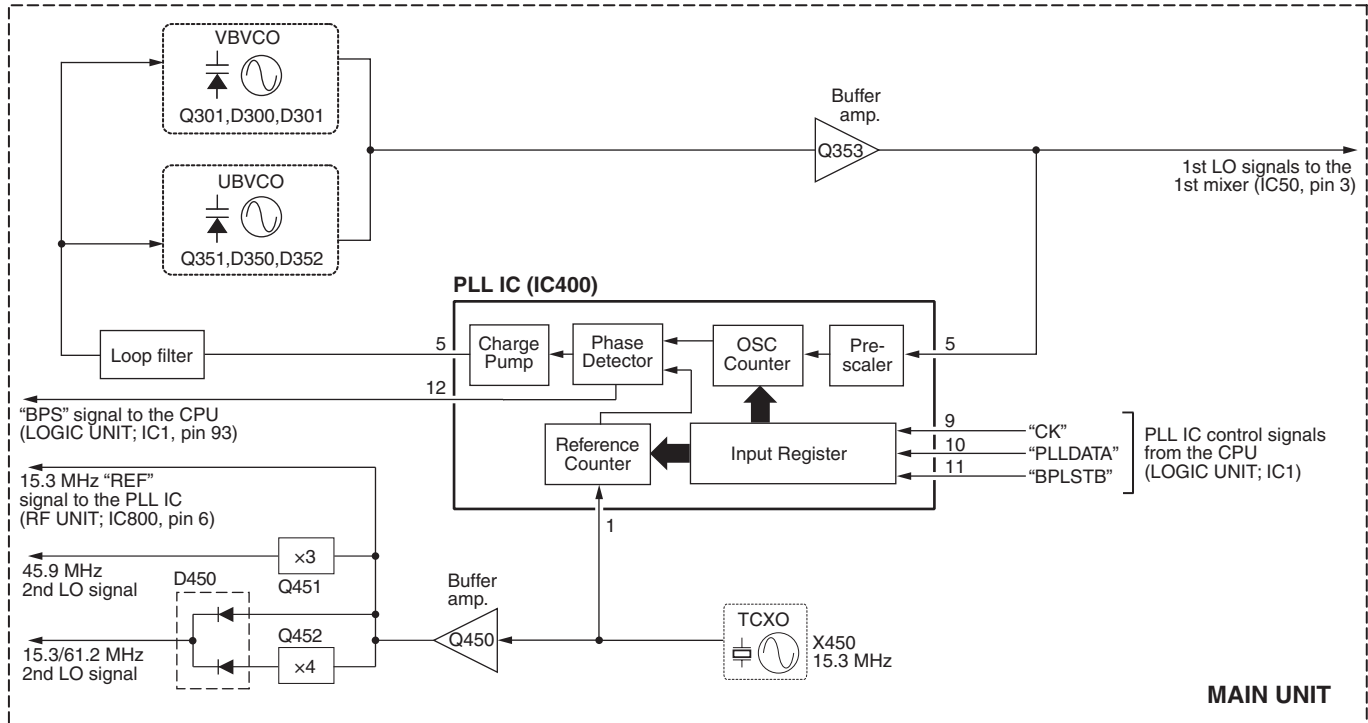 VBVCO
Q301,D300,D301
UBVCO
Q351,D350,D352
Buffer
amp.
Q353
1st LO signals to the
1st mixer (IC50, pin 3)
PLL IC (IC400)
Loop filter
5
Charge
Pump
Phase
Detector
OSC
Counter
Pre-
scaler
5
12
"BPS" signal to the CPU
(LOGIC UNIT; IC1, pin 93)
Reference
Counter
Input Register
9
"CK"
10
"PLLDATA"
11
"BPLSTB"
PLL IC control signals
from the CPU
(LOGIC UNIT; IC1)
1
15.3 MHz "REF"
signal to the PLL IC
(RF UNIT; IC800, pin 6)
×3
Q451
45.9 MHz
2nd LO signal
D450
Q452
×4
15.3/61.2 MHz
2nd LO signal
Buffer
amp.
Q450
TCXO
X450
15.3 MHz
MAIN UNIT